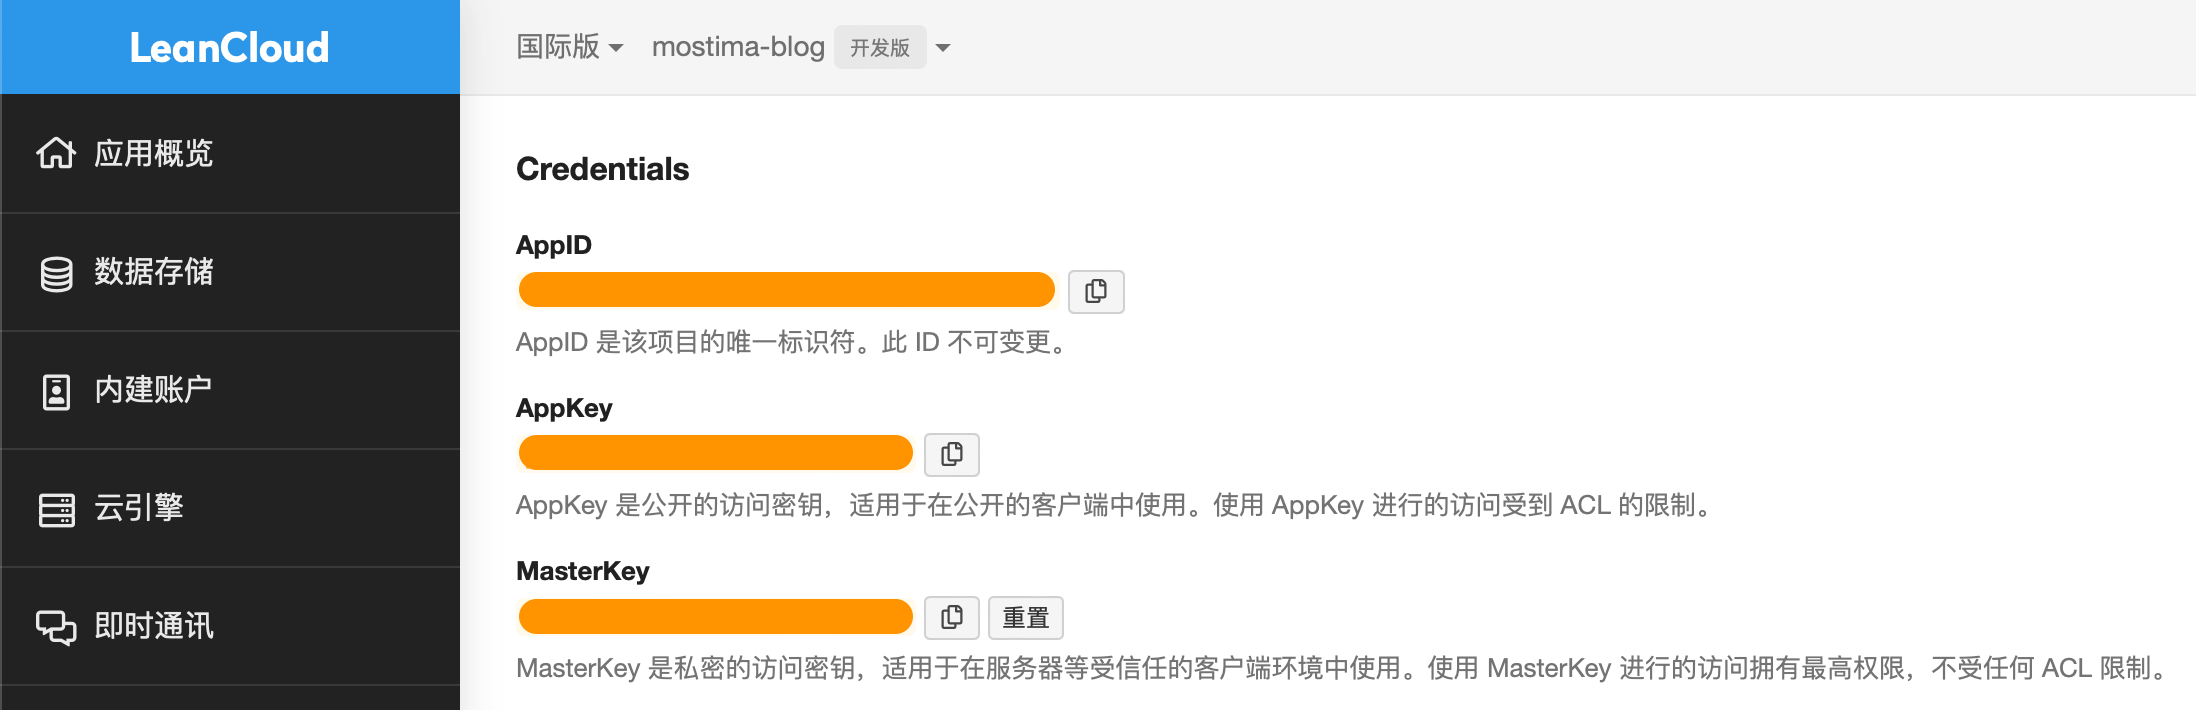 LeanCloud
国际版 mostima-blog 开发版
应用概览
数据存储
内建账户
云引擎
即时通讯
Credentials
AppID
AppID 是该项目的唯一标识符。此 ID 不可变更。
AppKey
AppKey 是公开的访问密钥，适用于在公开的客户端中使用。使用 AppKey 进行的访问受到 ACL 的限制。
MasterKey
重置
MasterKey 是私密的访问密钥，适用于在服务器等受信任的客户端环境中使用。使用 MasterKey 进行的访问拥有最高权限，不受任何 ACL 限制。